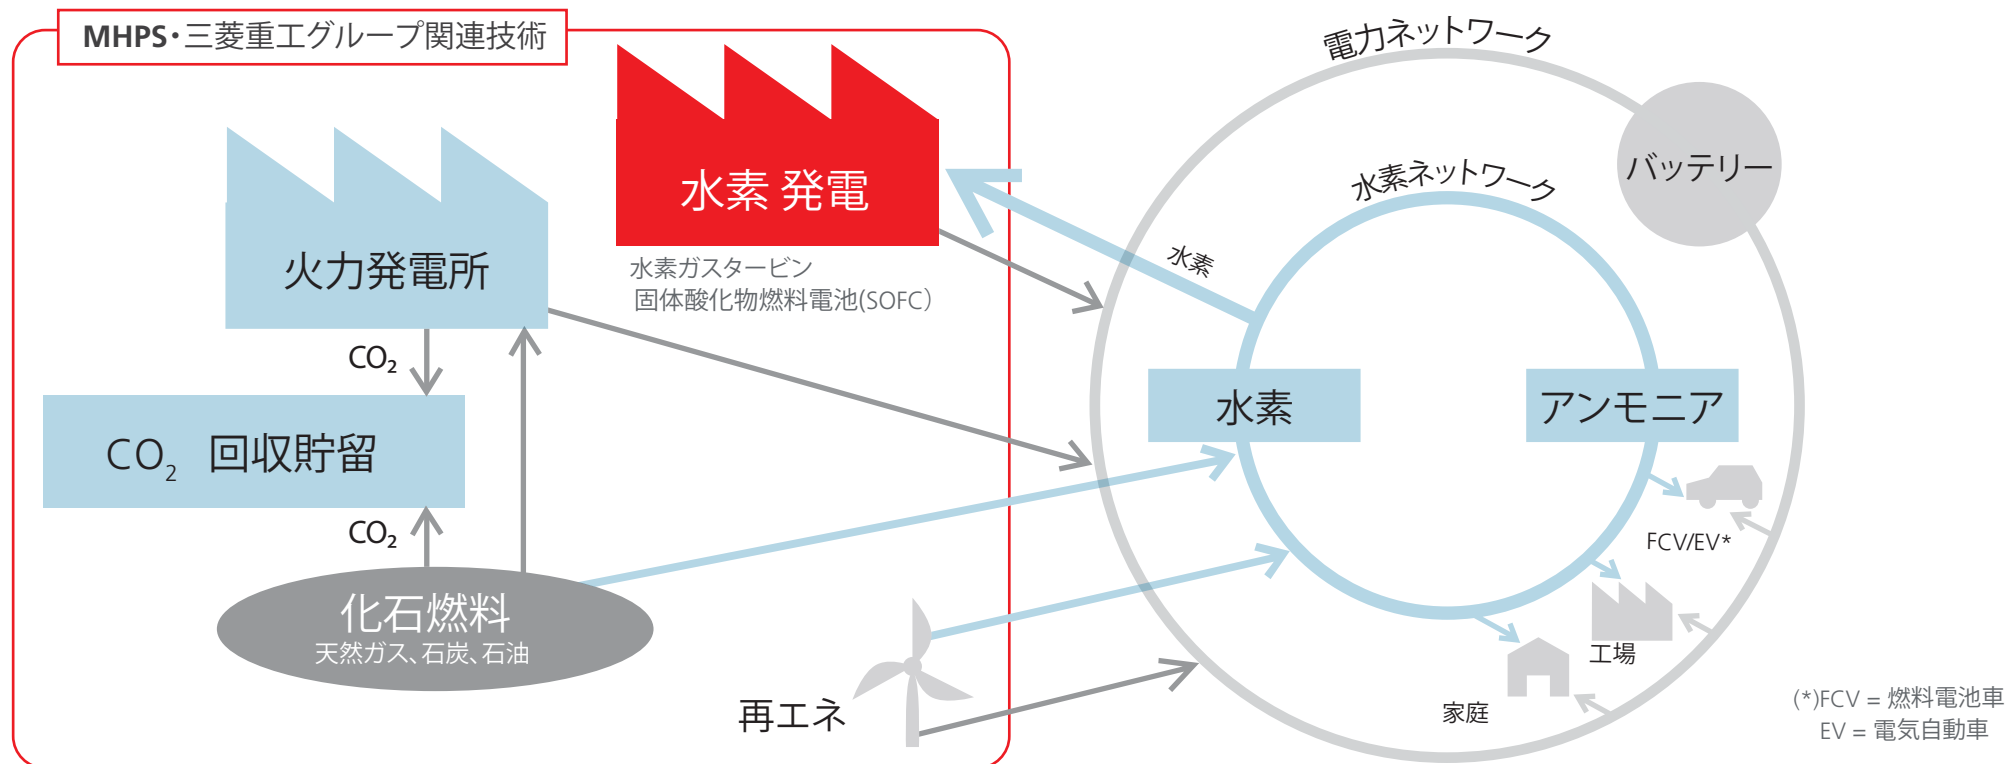 MHPS・三菱重工グループ関連技術
電力ネットワーク
バッテリー
水素ネットワーク
水素 発電
水素
火力発電所
水素ガスタービン
固体酸化物燃料電池(SOFC）
CO₂
水素
アンモニア
CO₂ 回収貯留
CO₂
FCV/EV*
化石燃料
天然ガス、石炭、石油
工場
再エネ
家庭
(*)FCV = 燃料電池車
EV = 電気自動車